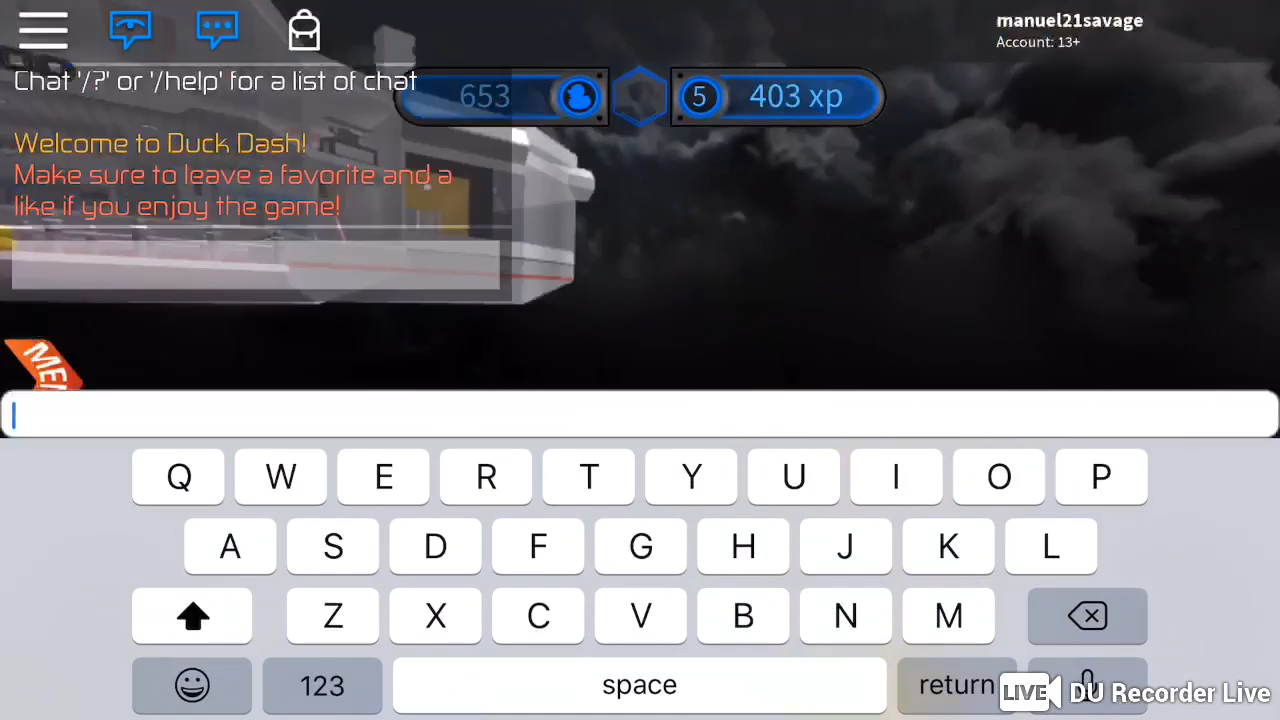 manuel21savage
Account: 13+
Chat '/?' or '/help' for a list of chat
653
5
403 xp
Welcome to Duck Dash!
Make sure to leave a favorite and a
like if you enjoy the game!
ME
Q W E R T Y U I O P
A S D F G H J K L
Z X C V B N M
123
space
return
LIVE
DU Recorder Live